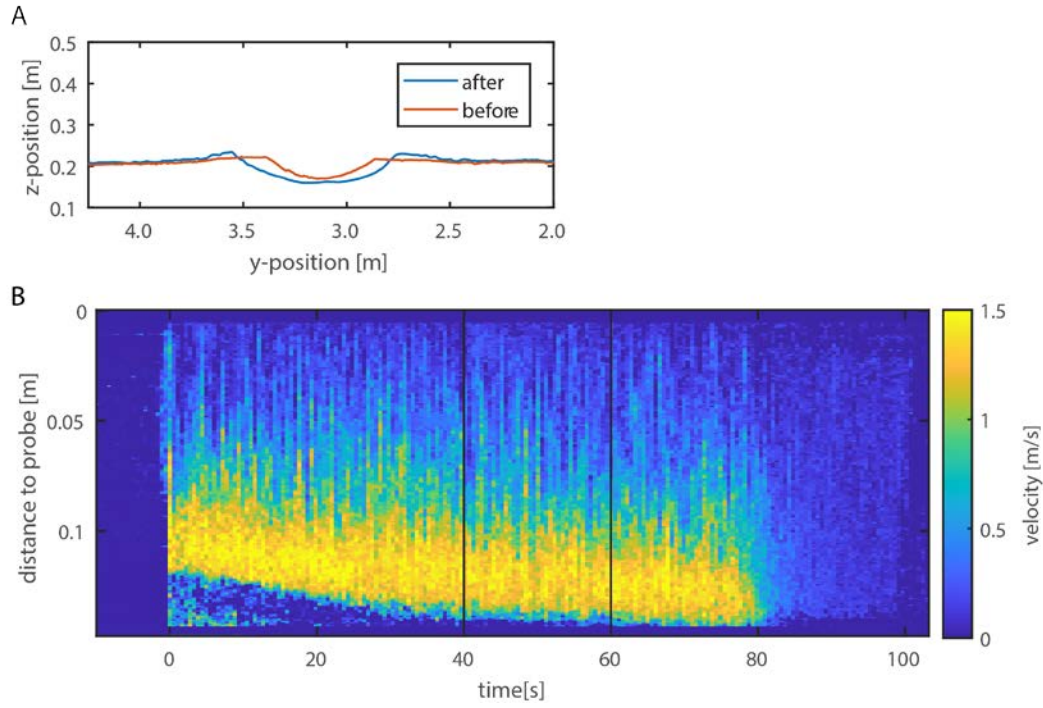 A
0.5
0.4
0.3
0.2
0.1
z-position [m]
after
before
4.0 3.5 3.0 2.5 2.0
y-position [m]
B
0
0.05
0.1
distance to probe [m]
0 20 40 60 80 100
time[s]
1.5
1
0.5
0
velocity [m/s]